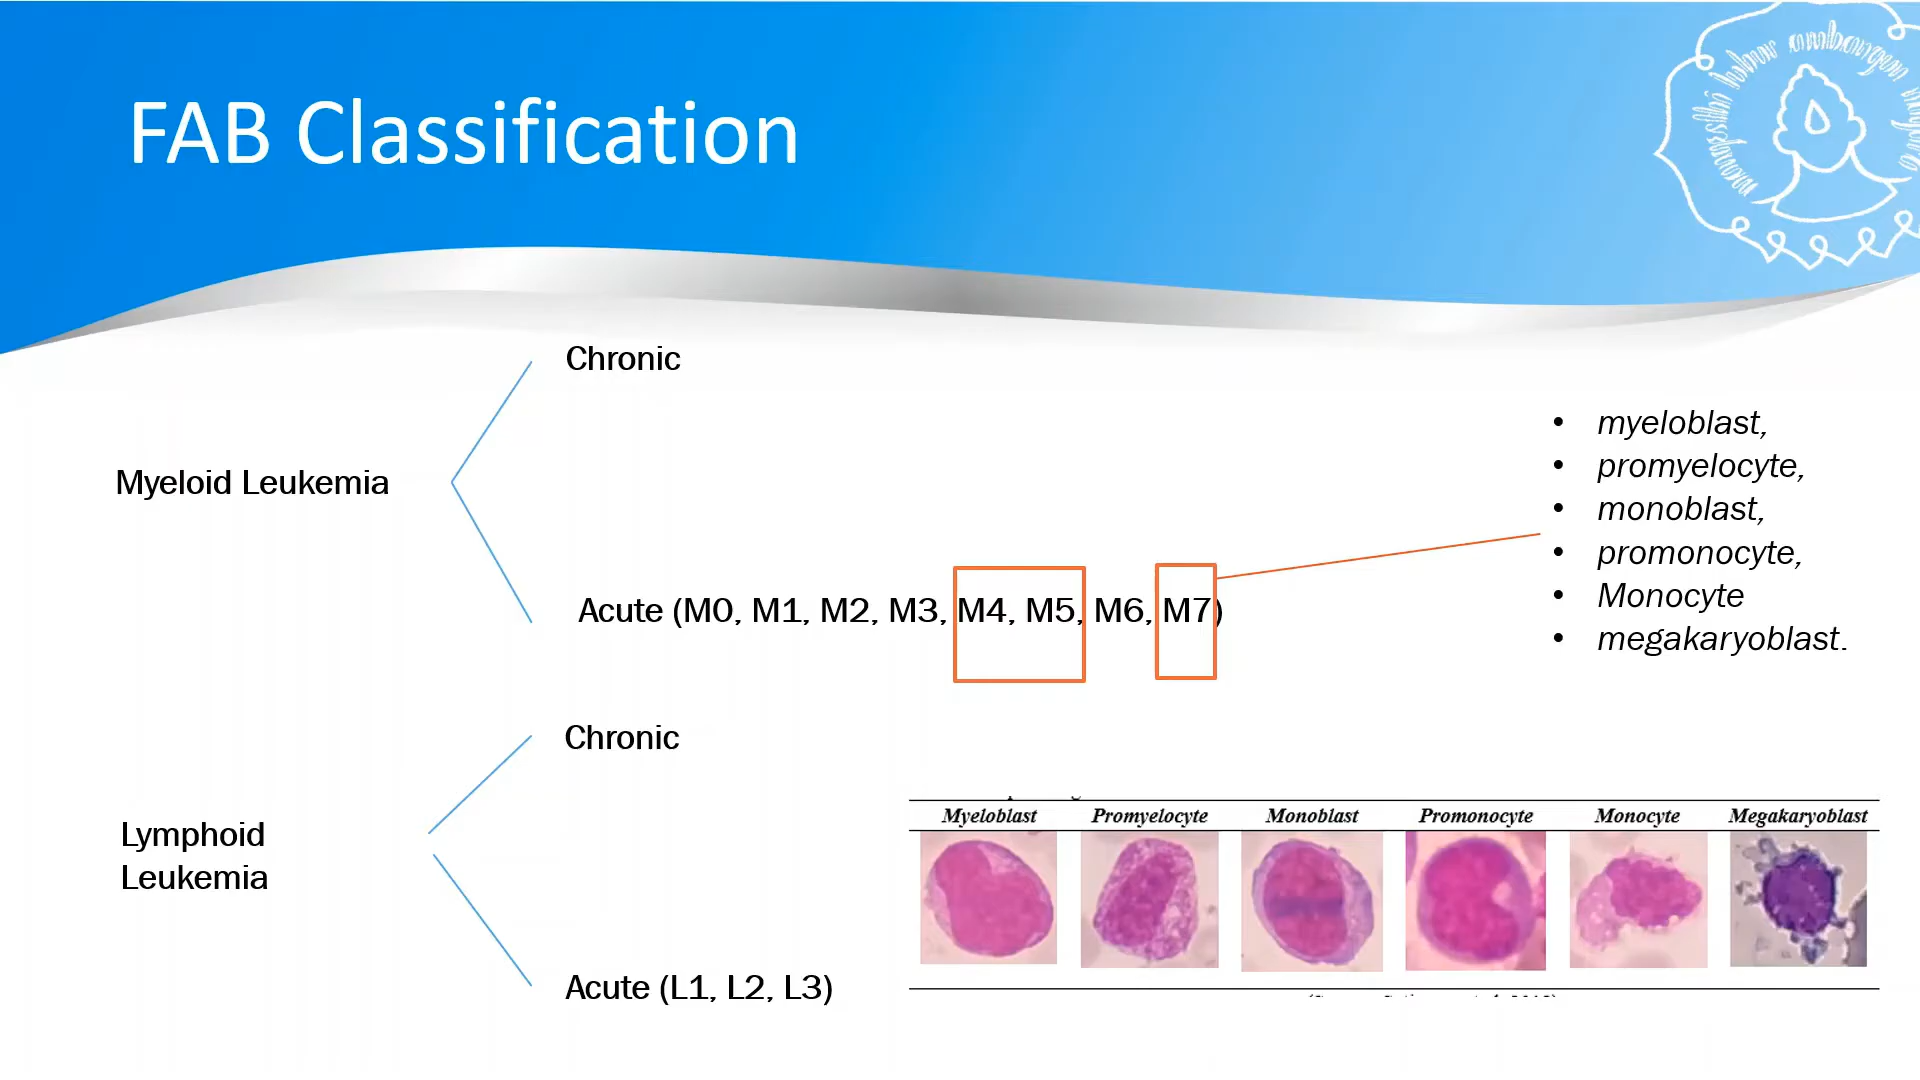 FAB Classification
Chronic
Myeloid Leukemia
Acute (M0, M1, M2, M3, M4, M5, M6, M7)
• myeloblast,
• promyelocyte,
• monoblast,
• promonocyte,
• Monocyte
• megakaryoblast.
Chronic
Lymphoid
Leukemia
Acute (L1, L2, L3)
Myeloblast Promyelocyte Monoblast Promonocyte Monocyte Megakaryoblast